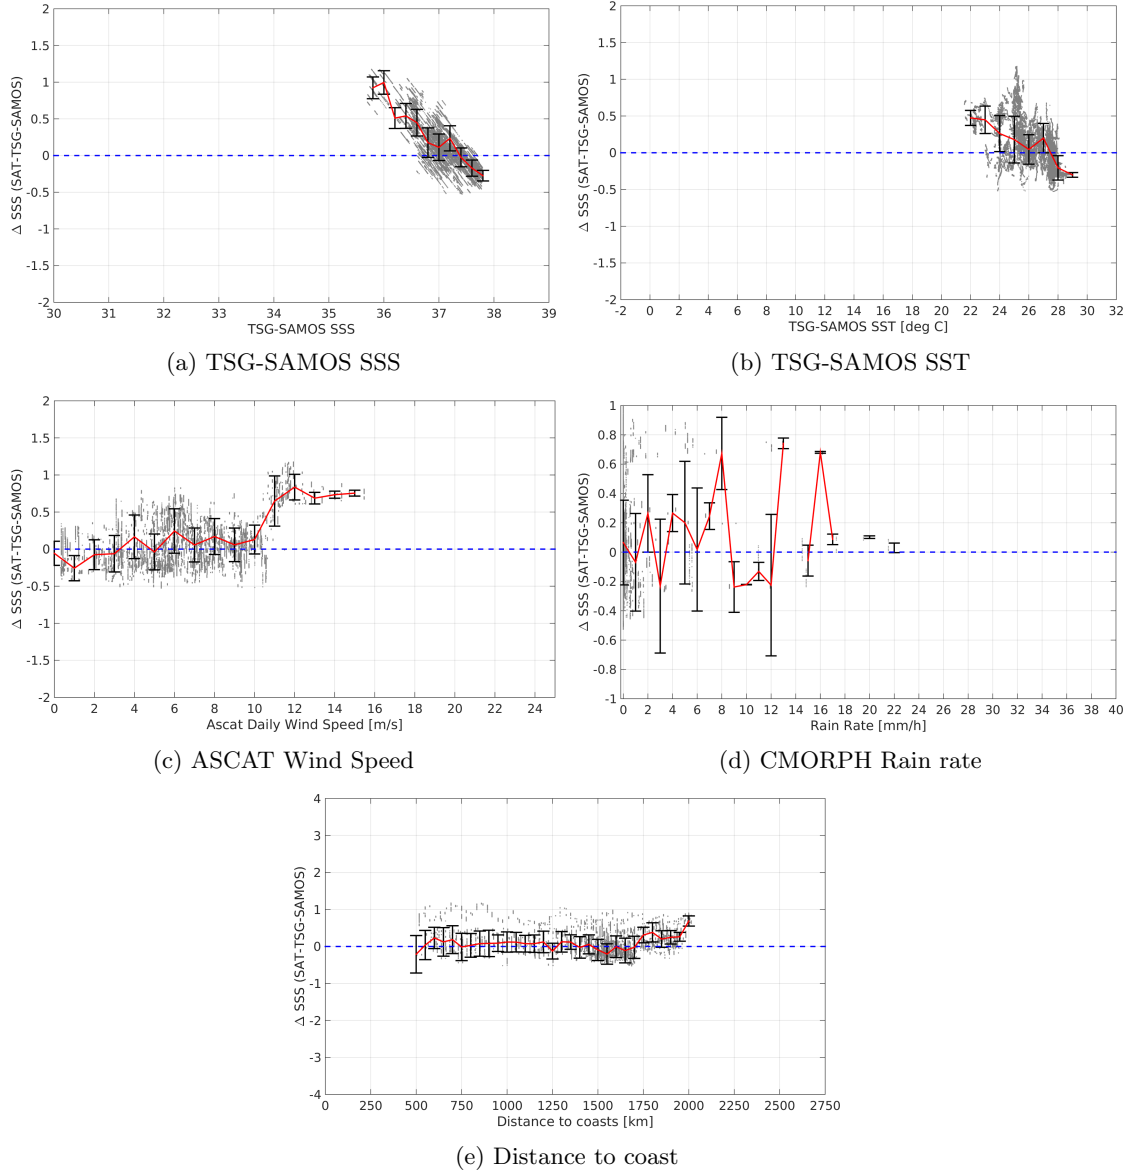 2
1.5
1
0.5
0
-0.5
-1
-1.5
-2
Δ SSS (SAT-TSG-SAMOS)
30 31 32 33 34 35 36 37 38 39
TSG-SAMOS SSS
(a) TSG-SAMOS SSS
2
1.5
1
0.5
0
-0.5
-1
-1.5
-2
Δ SSS (SAT-TSG-SAMOS)
-2 0 2 4 6 8 10 12 14 16 18 20 22 24 26 28 30 32
TSG-SAMOS SST [deg C]
(b) TSG-SAMOS SST
2
1.5
1
0.5
0
-0.5
-1
-1.5
-2
Δ SSS (SAT-TSG-SAMOS)
0 2 4 6 8 10 12 14 16 18 20 22 24
Ascat Daily Wind Speed [m/s]
(c) ASCAT Wind Speed
1
0.8
0.6
0.4
0.2
0
-0.2
-0.4
-0.6
-0.8
-1
Δ SSS (SAT-TSG-SAMOS)
0 2 4 6 8 10 12 14 16 18 20 22 24 26 28 30 32 34 36 38 40
Rain Rate [mm/h]
(d) CMORPH Rain rate
4
3
2
1
0
-1
-2
-3
-4
Δ SSS (SAT-TSG-SAMOS)
0 250 500 750 1000 1250 1500 1750 2000 2250 2500 2750
Distance to coasts [km]
(e) Distance to coast